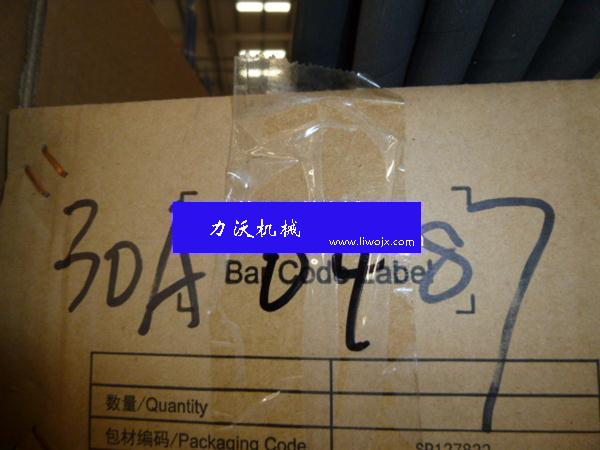 力沃机械
www.liwojx.com
30A 0487
Bar Code Label
数量/Quantity
包材编码/Packaging Code